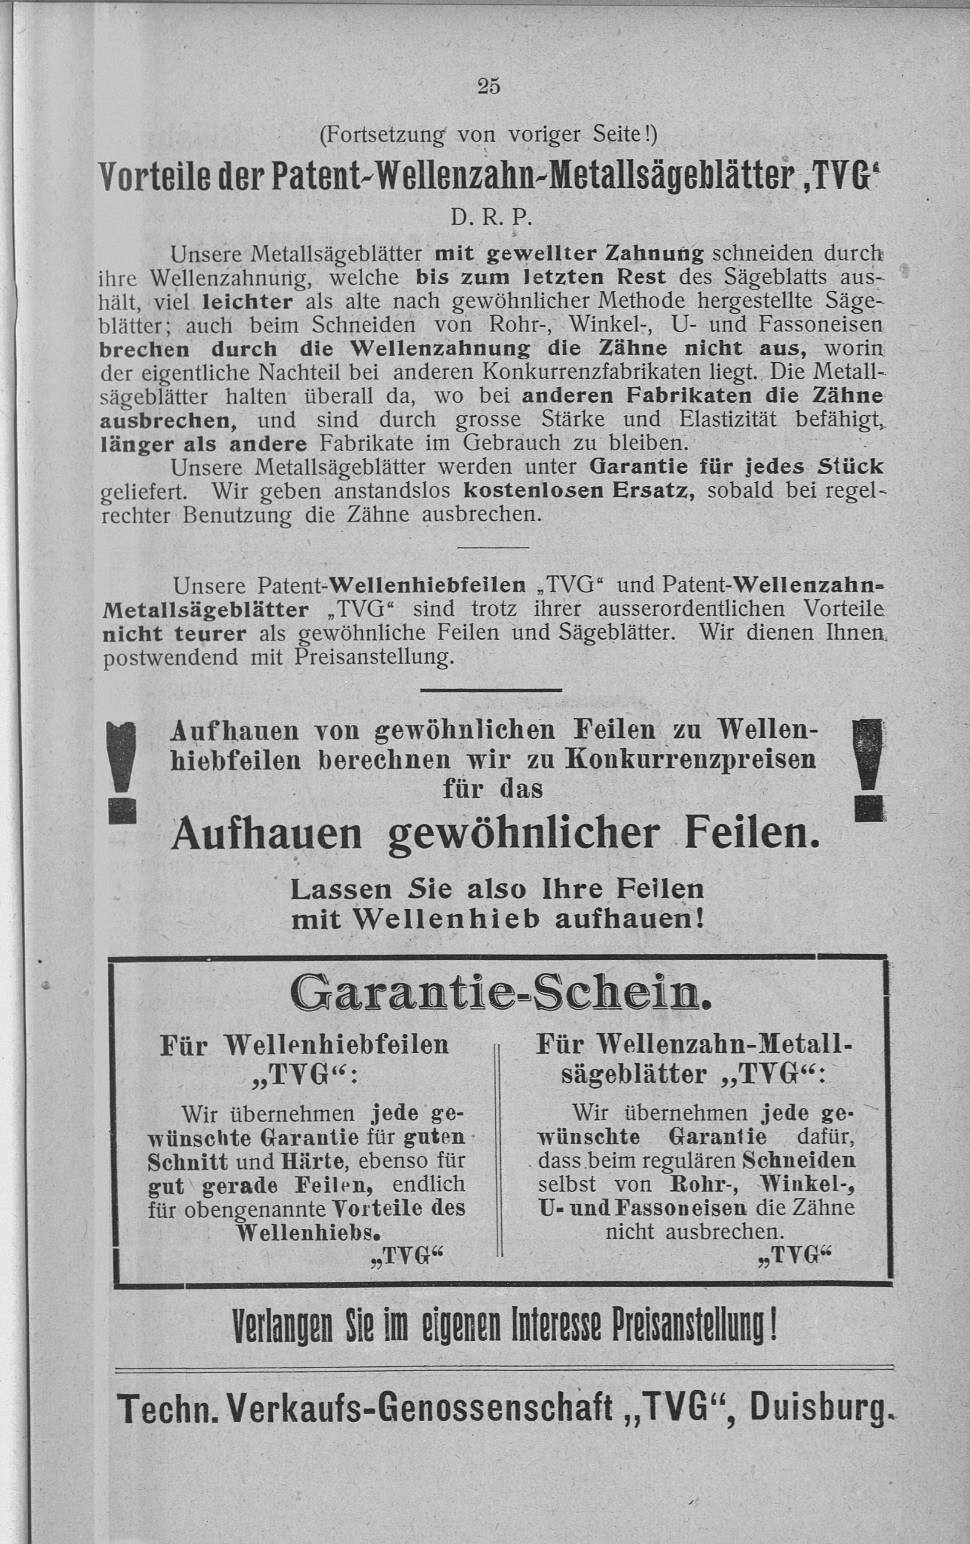 25
(Fortsetzung von voriger Seite!)
Vorteile der Patent-Wellenzahn-Metallsägeblätter ‚TVG‘
D. R. P.
Unsere Metallsägeblätter mit gewellter Zahnung schneiden durch
ihre Wellenzahnung, welche bis zum letzten Rest des Sägeblatts aus-
hält, viel leichter als alte nach gewöhnlicher Methode hergestellte Säge-
blätter; auch beim Schneiden von Rohr-, Winkel-, U- und Fassoneisen
brechen durch die Wellenzahnung die Zähne nicht aus, worin
der eigentliche Nachteil bei anderen Konkurrenzfabrikaten liegt. Die Metall-
sägeblätter halten überall da, wo bei anderen Fabrikaten die Zähne
ausbrechen, und sind durch grosse Stärke und Elastizität befähigt,
länger als andere Fabrikate im Gebrauch zu bleiben.
Unsere Metallsägeblätter werden unter Garantie für jedes Stück
geliefert. Wir geben anstandslos kostenlosen Ersatz, sobald bei regel-
rechter Benutzung die Zähne ausbrechen.
Unsere Patent-Wellenhiebfeilen „TVG“ und Patent-Wellenzahn-
Metallsägeblätter „TVG“ sind trotz ihrer ausserordentlichen Vorteile
nicht teurer als gewöhnliche Feilen und Sägeblätter. Wir dienen Ihnen
postwendend mit Preisanstellung.
! Aufhauen von gewöhnlichen Feilen zu Wellen- !
hiebfeilen berechnen wir zu Konkurrenzpreisen
für das
Aufhauen gewöhnlicher Feilen.
Lassen Sie also Ihre Feilen
mit Wellenhieb aufhauen!
Garantie-Schein.
Für Wellenhiebfeilen
„TVG“:
Wir übernehmen jede ge-
wünschte Garantie für guten
Schnitt und Härte, ebenso für
gut gerade Feilen, endlich
für obengenannte Vorteile des
Wellenhiebs.
„TVG“
Für Wellenzahn-Metall-
sägeblätter „TVG“:
Wir übernehmen jede ge-
wünschte Garantie dafür,
dass beim regulären Schneiden
selbst von Rohr-, Winkel-,
U- und Fassoneisen die Zähne
nicht ausbrechen.
„TVG“
Verlangen Sie im eigenen Interesse Preisanstellung!
Techn. Verkaufs-Genossenschaft „TVG“, Duisburg.